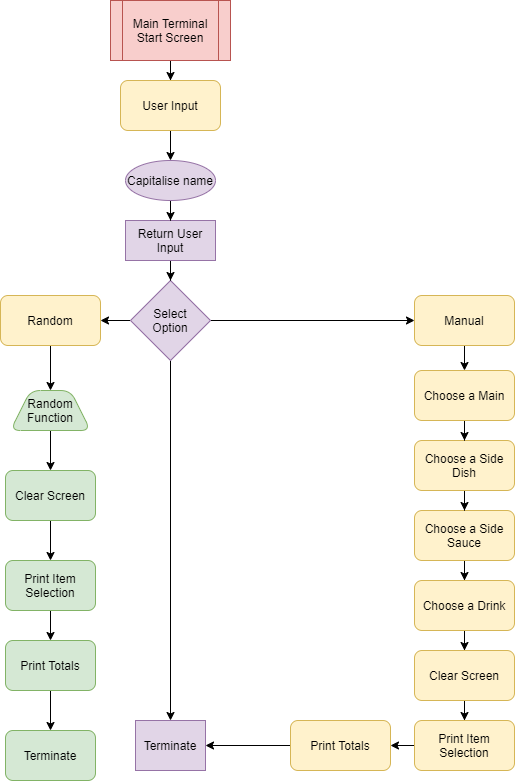 Main Terminal
Start Screen
User Input
Capitalise name
Return User
Input
Select
Option
Random
Manual
Random
Function
Choose a Main
Clear Screen
Choose a Side
Dish
Choose a Side
Sauce
Print Item
Selection
Choose a Drink
Print Totals
Clear Screen
Terminate
Terminate
Print Totals
Print Item
Selection